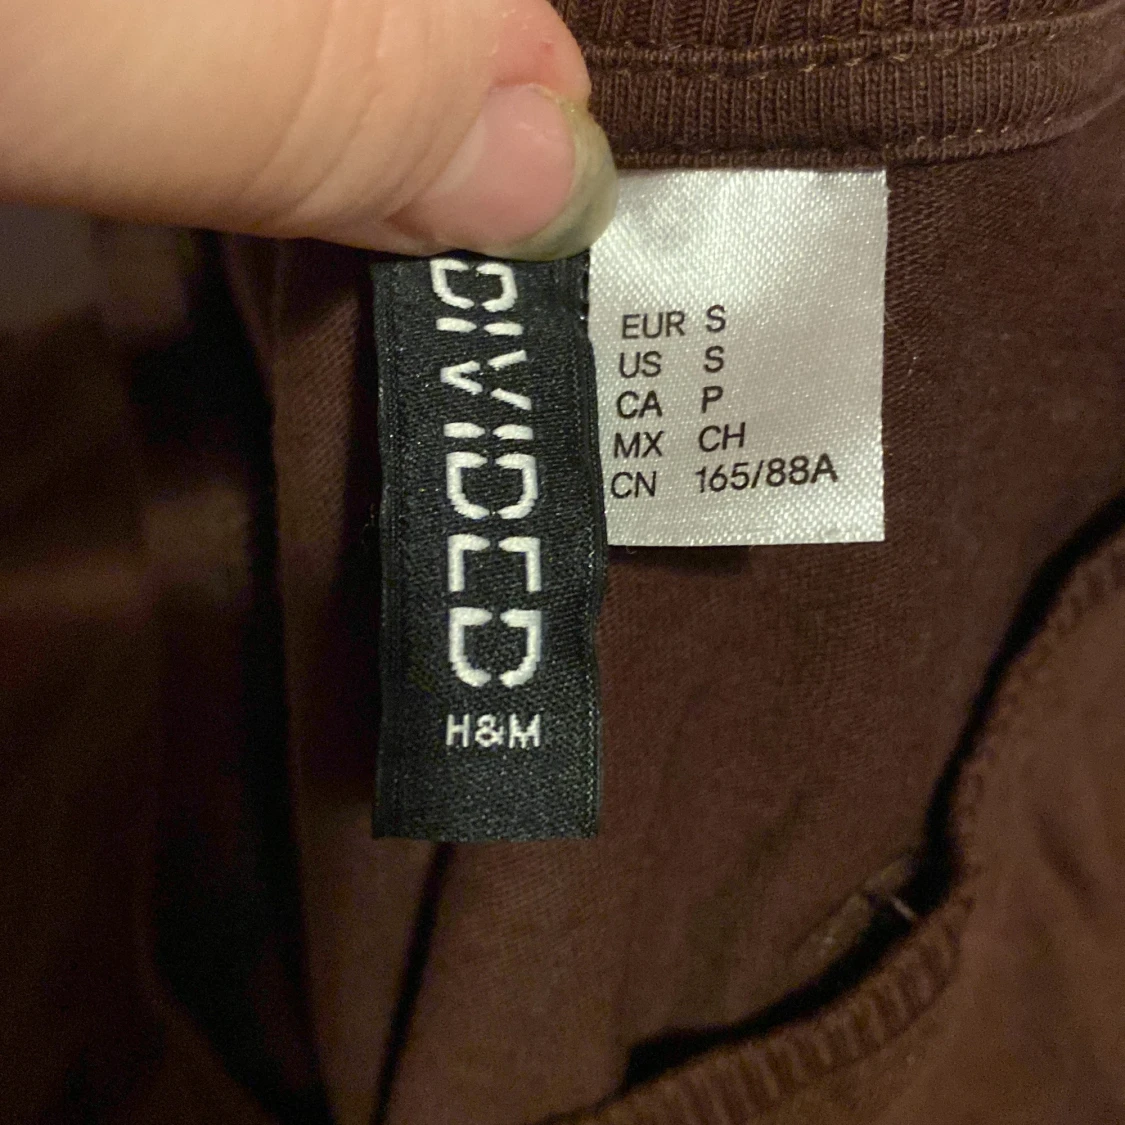 DIVIDED
H&M
EUR S
US S
CA P
MX CH
CN 165/88A